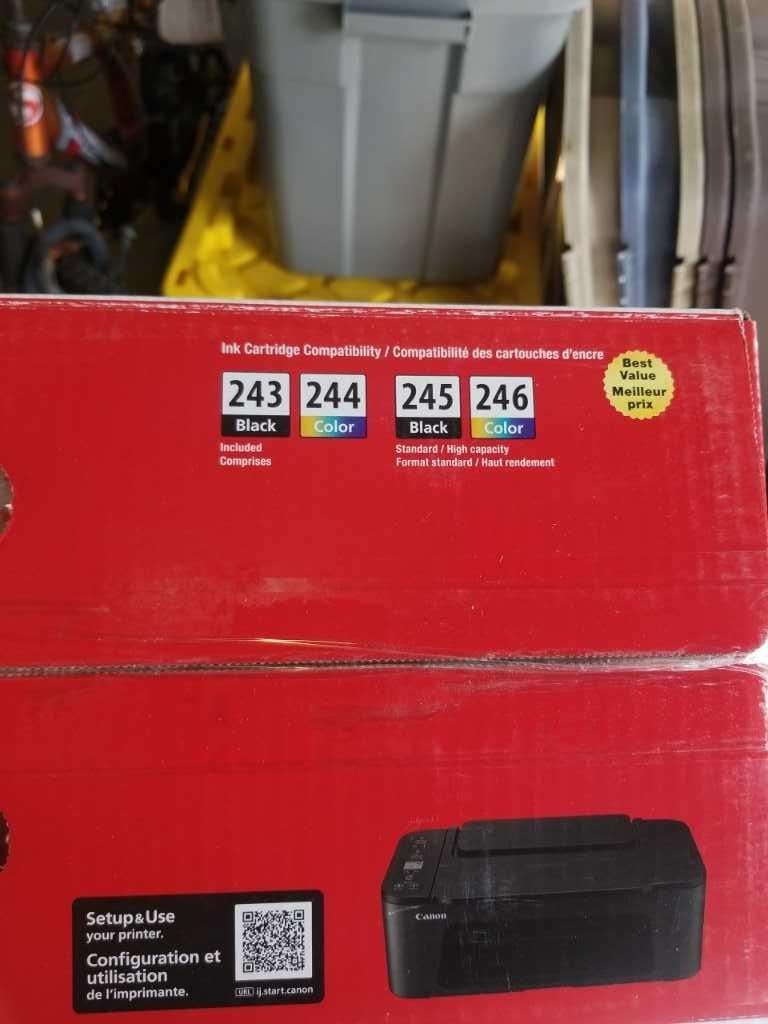 Ink Cartridge Compatibility / Compatibilité des cartouches d'encre
Best
Value
Meilleur
prix
243
Black
244
Color
245
Black
246
Color
Included
Comprises
Standard / High capacity
Format standard / Haut rendement
Canon
Setup&Use
your printer.
Configuration et
utilisation
de l'imprimante.
URL ij.start.canon